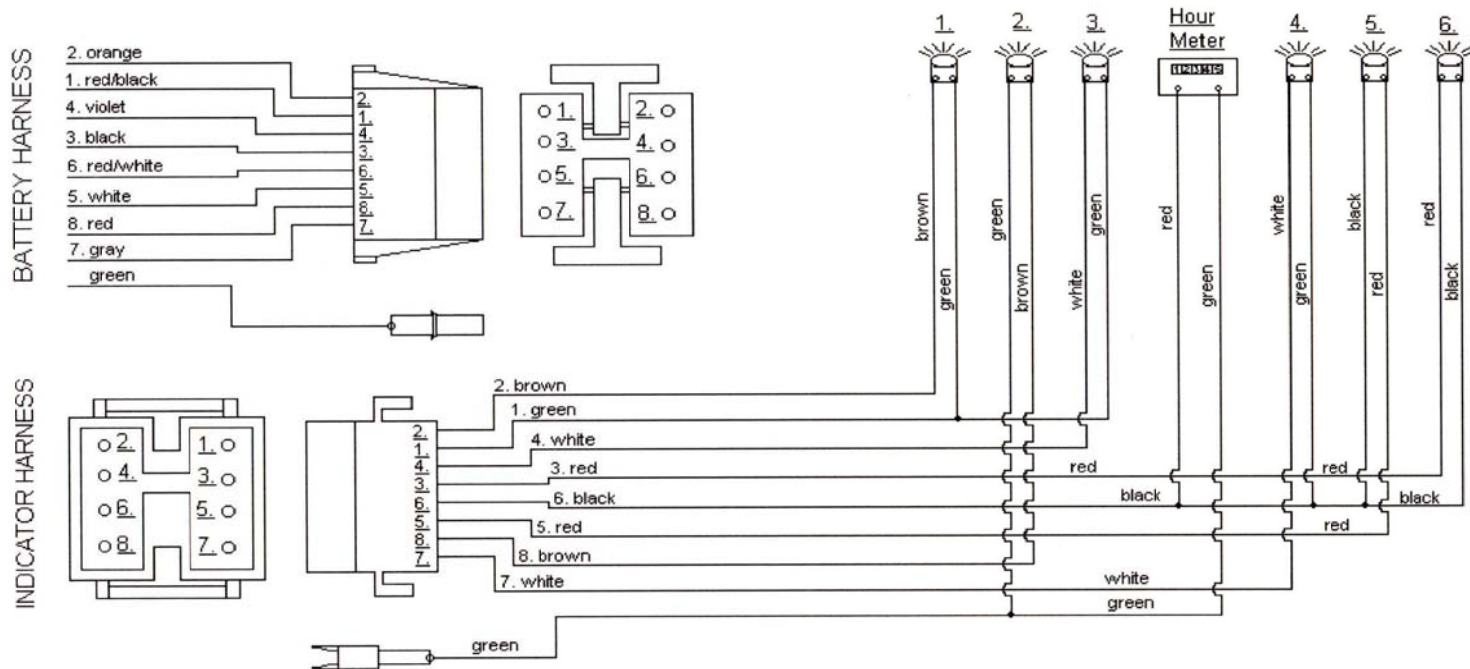 BATTERY HARNESS
2. orange
1. red/black
4. violet
3. black
6. red/white
5. white
8. red
7. gray
green
2.
1.
4.
3.
6.
5.
8.
7.
1. 2.
3. 4.
5. 6.
7. 8.
1. 2. 3. Hour Meter 4. 5. 6.
12345
brown green green brown white green red green white green black red red black
INDICATOR HARNESS
2. 1.
4. 3.
6. 5.
8. 7.
2.
1.
4.
3.
6.
5.
8.
7.
2. brown
1. green
4. white
3. red red red
6. black black black
5. red red
8. brown
7. white white
green green